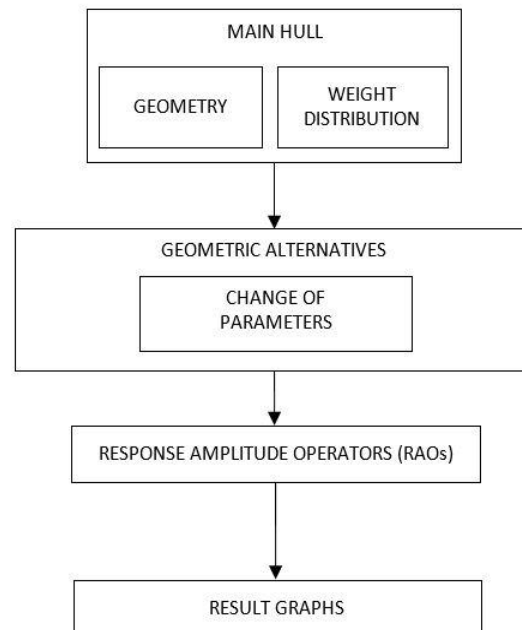 MAIN HULL
GEOMETRY
WEIGHT
DISTRIBUTION
GEOMETRIC ALTERNATIVES
CHANGE OF
PARAMETERS
RESPONSE AMPLITUDE OPERATORS (RAOs)
RESULT GRAPHS